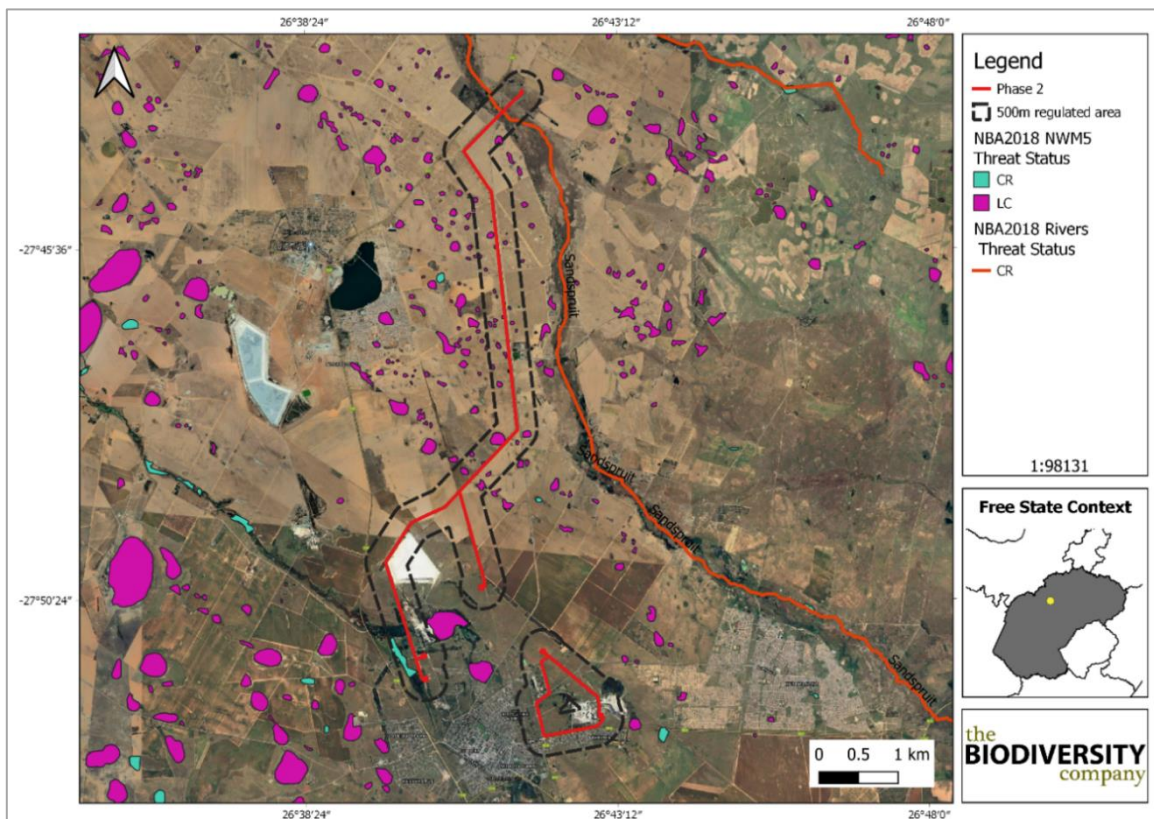 26°38'24"
26°43'12"
26°48'0"
-27°45'36"
-27°50'24"
Sandspruit
Sandspruit
Sandspruit
Sandspruit
0 0.5 1 km
26°38'24"
26°43'12"
26°48'0"
Legend
Phase 2
500m regulated area
NBA2018 NWM5
Threat Status
CR
LC
NBA2018 Rivers
Threat Status
CR
1:98131
Free State Context
the
BIODIVERSITY
company